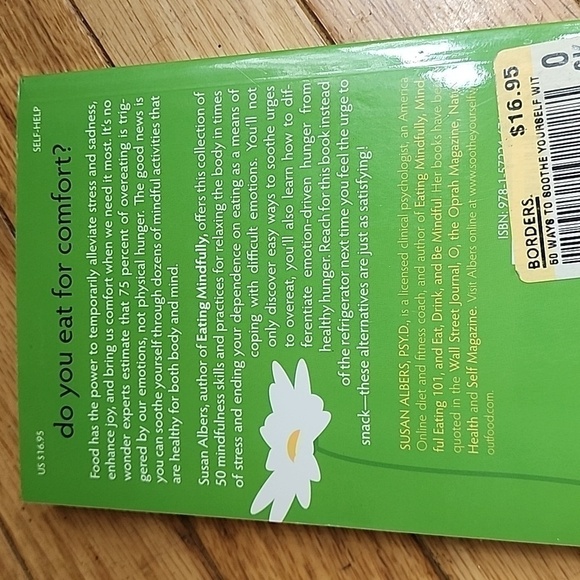 US $16.95
SELF-HELP
do you eat for comfort?
Food has the power to temporarily alleviate stress and sadness,
enhance joy, and bring us comfort when we need it most. It's no
wonder experts estimate that 75 percent of overeating is trig-
gered by our emotions, not physical hunger. The good news is
you can soothe yourself through dozens of mindful activities that
are healthy for both body and mind.
Susan Albers, author of Eating Mindfully, offers this collection of
50 mindfulness skills and practices for relaxing the body in times
of stress and ending your dependence on eating as a means of
coping with difficult emotions. You'll not
only discover easy ways to soothe urges
to overeat, you'll also learn how to dif-
ferentiate emotion-driven hunger from
healthy hunger. Reach for this book instead
of the refrigerator next time you feel the urge to
snack—these alternatives are just as satisfying!
SUSAN ALBERS, PSY.D., is a licensed clinical psychologist, an America
Online diet and fitness coach, and author of Eating Mindfully, Mind
ful Eating 101, and Eat, Drink, and Be Mindful. Her books have be
quoted in the Wall Street Journal, O, the Oprah Magazine, Nat
Health and Self Magazine. Visit Albers online at www.sootheyourself
outfood.com.
ISBN: 978-1-57224
BORDERS.
$16.95
50 WAYS TO SOOTHE YOURSELF WIT